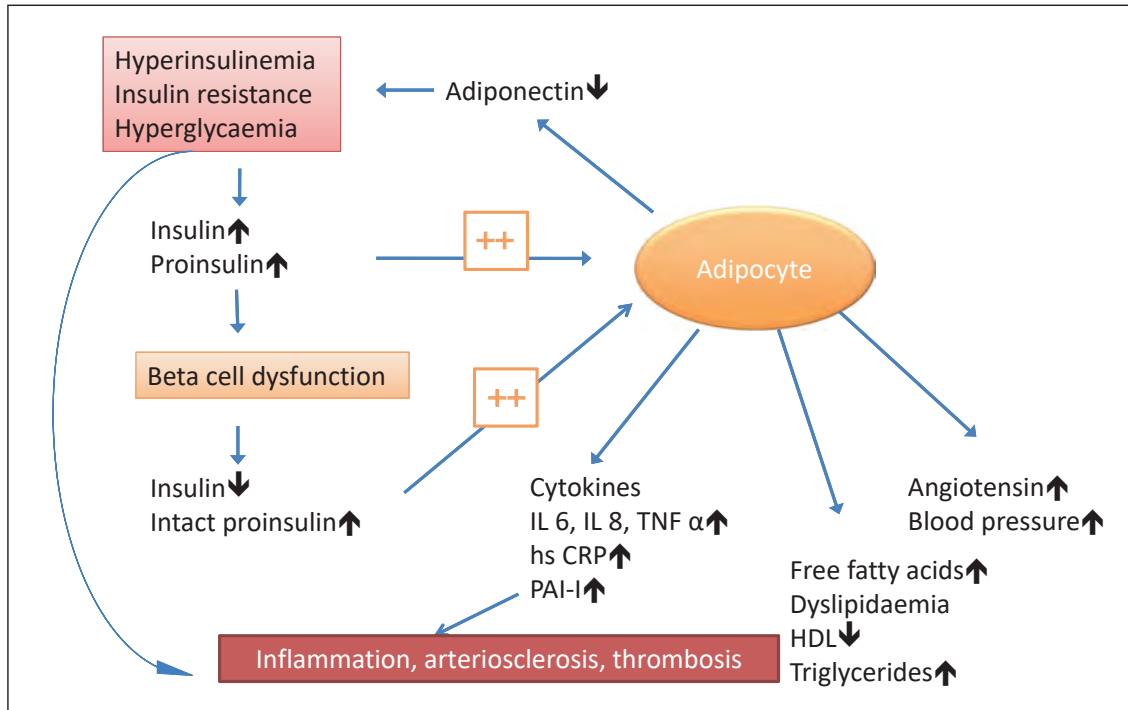 Hyperinsulinemia
Insulin resistance
Hyperglycaemia
Adiponectin🡻
Insulin🡹
Proinsulin🡹
++
Adipocyte
Beta cell dysfunction
++
Insulin🡻
Intact proinsulin🡹
Cytokines
IL 6, IL 8, TNF α🡹
hs CRP🡹
PAI-I🡹
Angiotensin🡹
Blood pressure🡹
Free fatty acids🡹
Dyslipidaemia
HDL🡻
Triglycerides🡹
Inflammation, arteriosclerosis, thrombosis